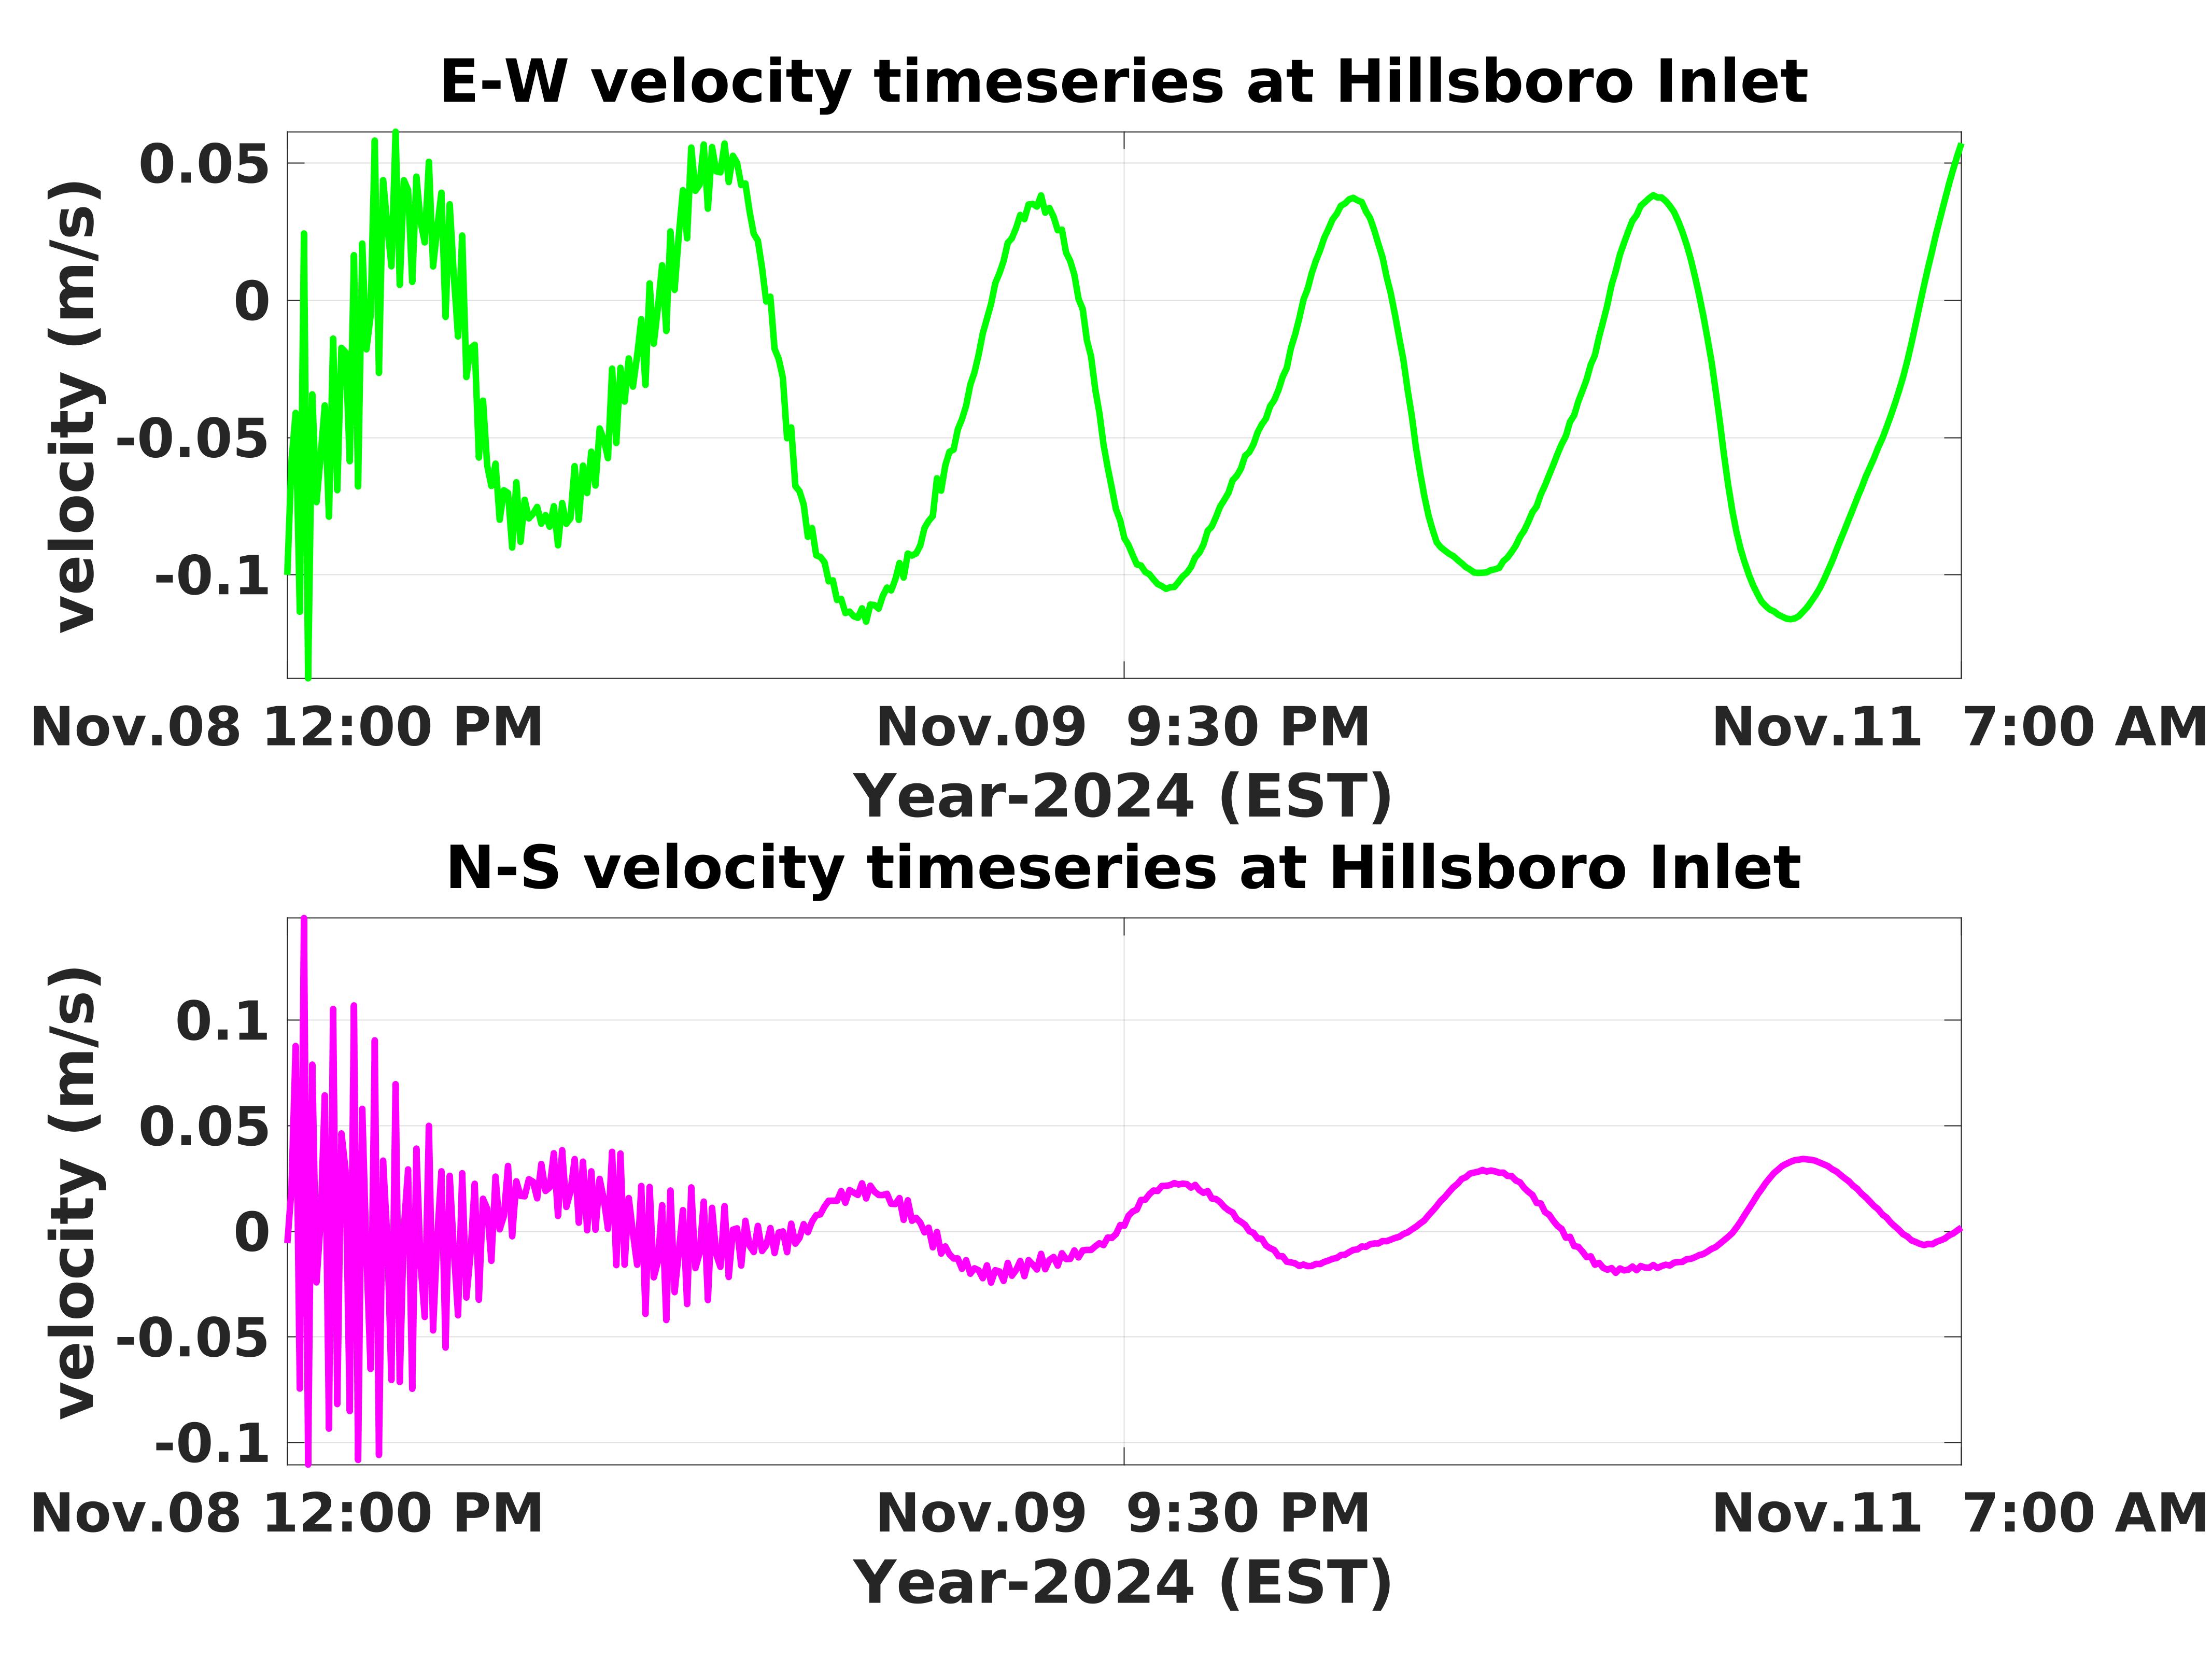 E-W velocity timeseries at Hillsboro Inlet
velocity (m/s)
0.05
0
-0.05
-0.1
Nov.08 12:00 PM Nov.09  9:30 PM Nov.11  7:00 AM
Year-2024 (EST)
N-S velocity timeseries at Hillsboro Inlet
velocity (m/s)
0.1
0.05
0
-0.05
-0.1
Nov.08 12:00 PM Nov.09  9:30 PM Nov.11  7:00 AM
Year-2024 (EST)